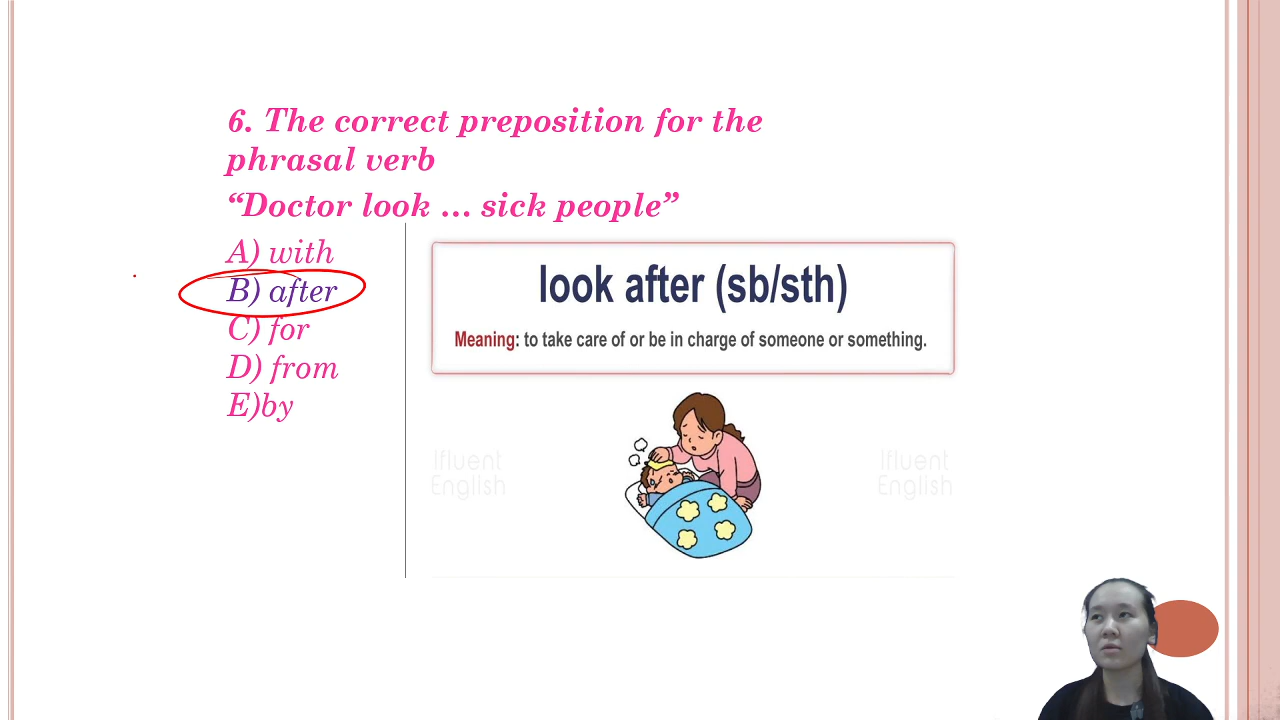 6. The correct preposition for the
phrasal verb
“Doctor look ... sick people”
A) with
B) after
C) for
D) from
E)by
look after (sb/sth)
Meaning: to take care of or be in charge of someone or something.
Ifluent
English
Ifluent
English